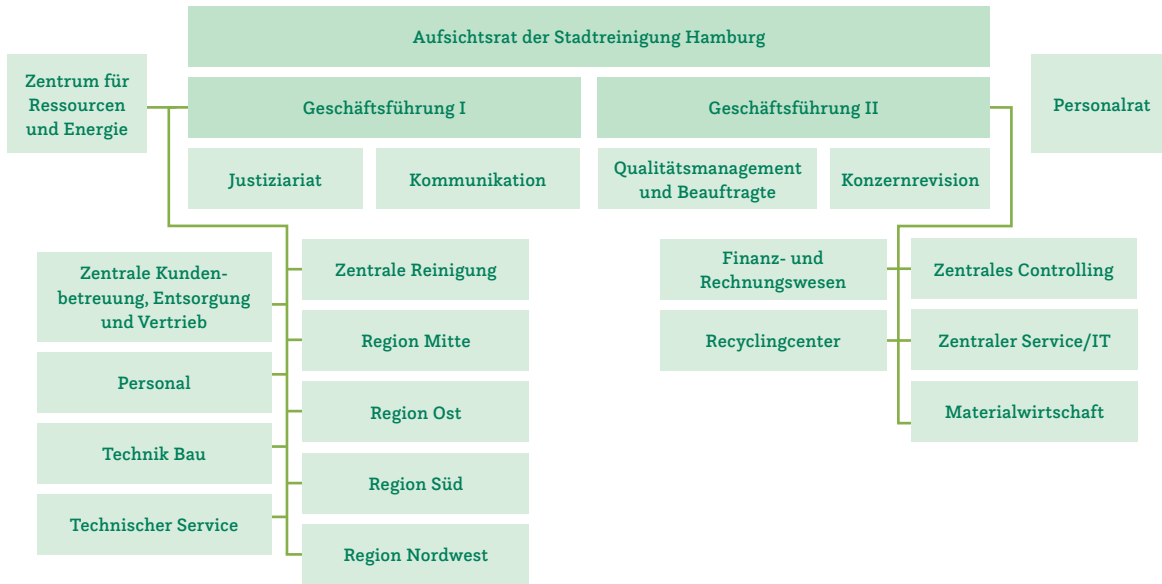 Aufsichtsrat der Stadtreinigung Hamburg
Zentrum für
Ressourcen
und Energie
Geschäftsführung I
Geschäftsführung II
Personalrat
Justiziariat
Kommunikation
Qualitätsmanagement
und Beauftragte
Konzernrevision
Zentrale Kunden-
betreuung, Entsorgung
und Vertrieb
Personal
Technik Bau
Technischer Service
Zentrale Reinigung
Region Mitte
Region Ost
Region Süd
Region Nordwest
Finanz- und
Rechnungswesen
Recyclingcenter
Zentrales Controlling
Zentraler Service/IT
Materialwirtschaft